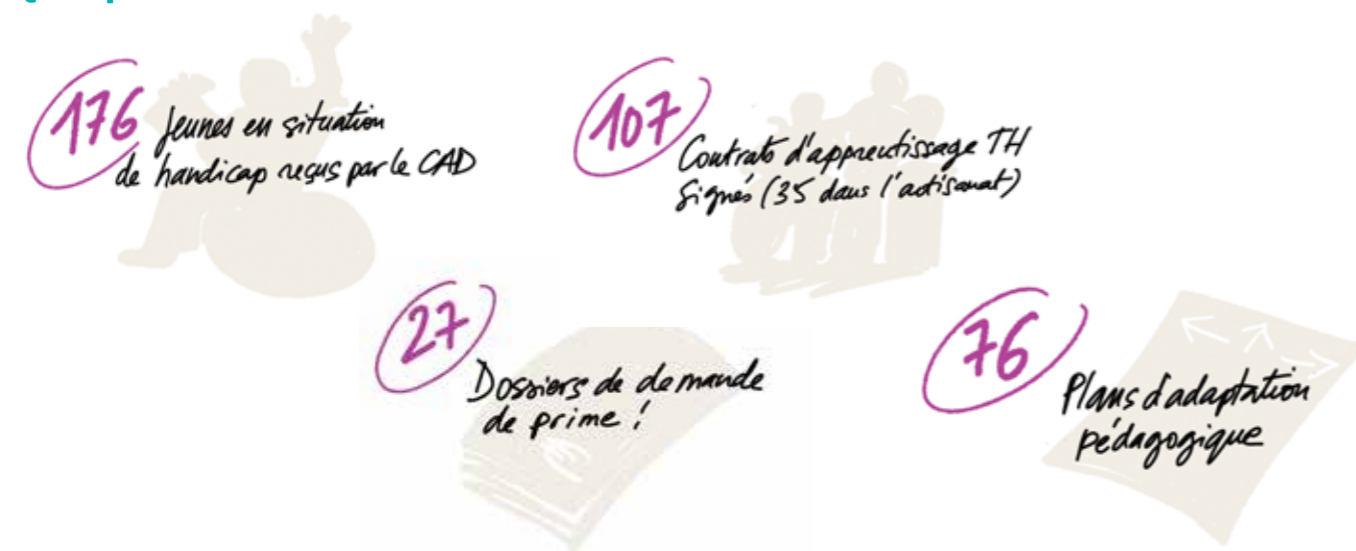 176 Jeunes en situation
de handicap reçus par le CAD
107 Contrats d'apprentissage TH
Signés (35 dans l'artisanat)
27 Dossiers de demande
de prime !
76 Plans d'adaptation
pédagogique